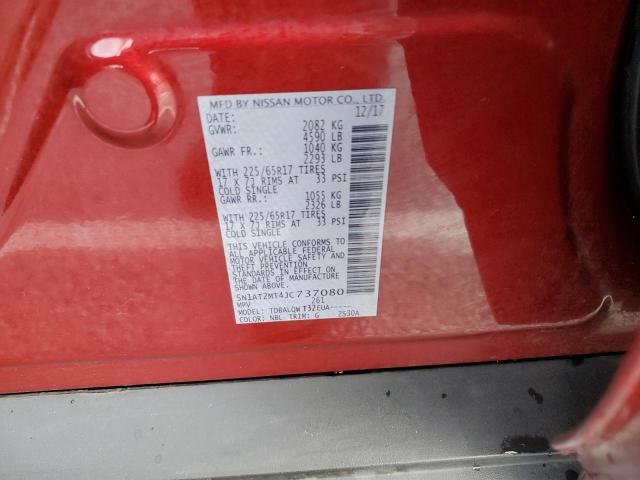 MFD BY NISSAN MOTOR CO., LTD.
DATE: 12/17
GVWR: 2082 KG
4590 LB
GAWR FR.: 1040 KG
2293 LB
WITH 225/65R17 TIRES
17 X 7J RIMS AT 33 PSI
COLD SINGLE
GAWR RR.: 1055 KG
2326 LB
WITH 225/65R17 TIRES
17 X 7J RIMS AT 33 PSI
COLD SINGLE
THIS VEHICLE CONFORMS TO
ALL APPLICABLE FEDERAL
MOTOR VEHICLE SAFETY AND
THEFT PREVENTION
STANDARDS IN EFFECT ON
THE DATE OF MANUFACTURE
SHOWN ABOVE.
5N1AT2MT4JC737080
MPV 261
MODEL: TDBALQW T32EUA-----
COLOR: NBL TRIM: G 2530A